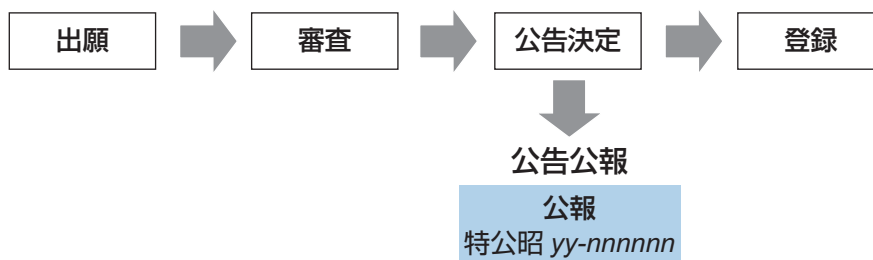 出願
審査
公告決定
登録
公告公報
公報
特公昭 yy-nnnnnn